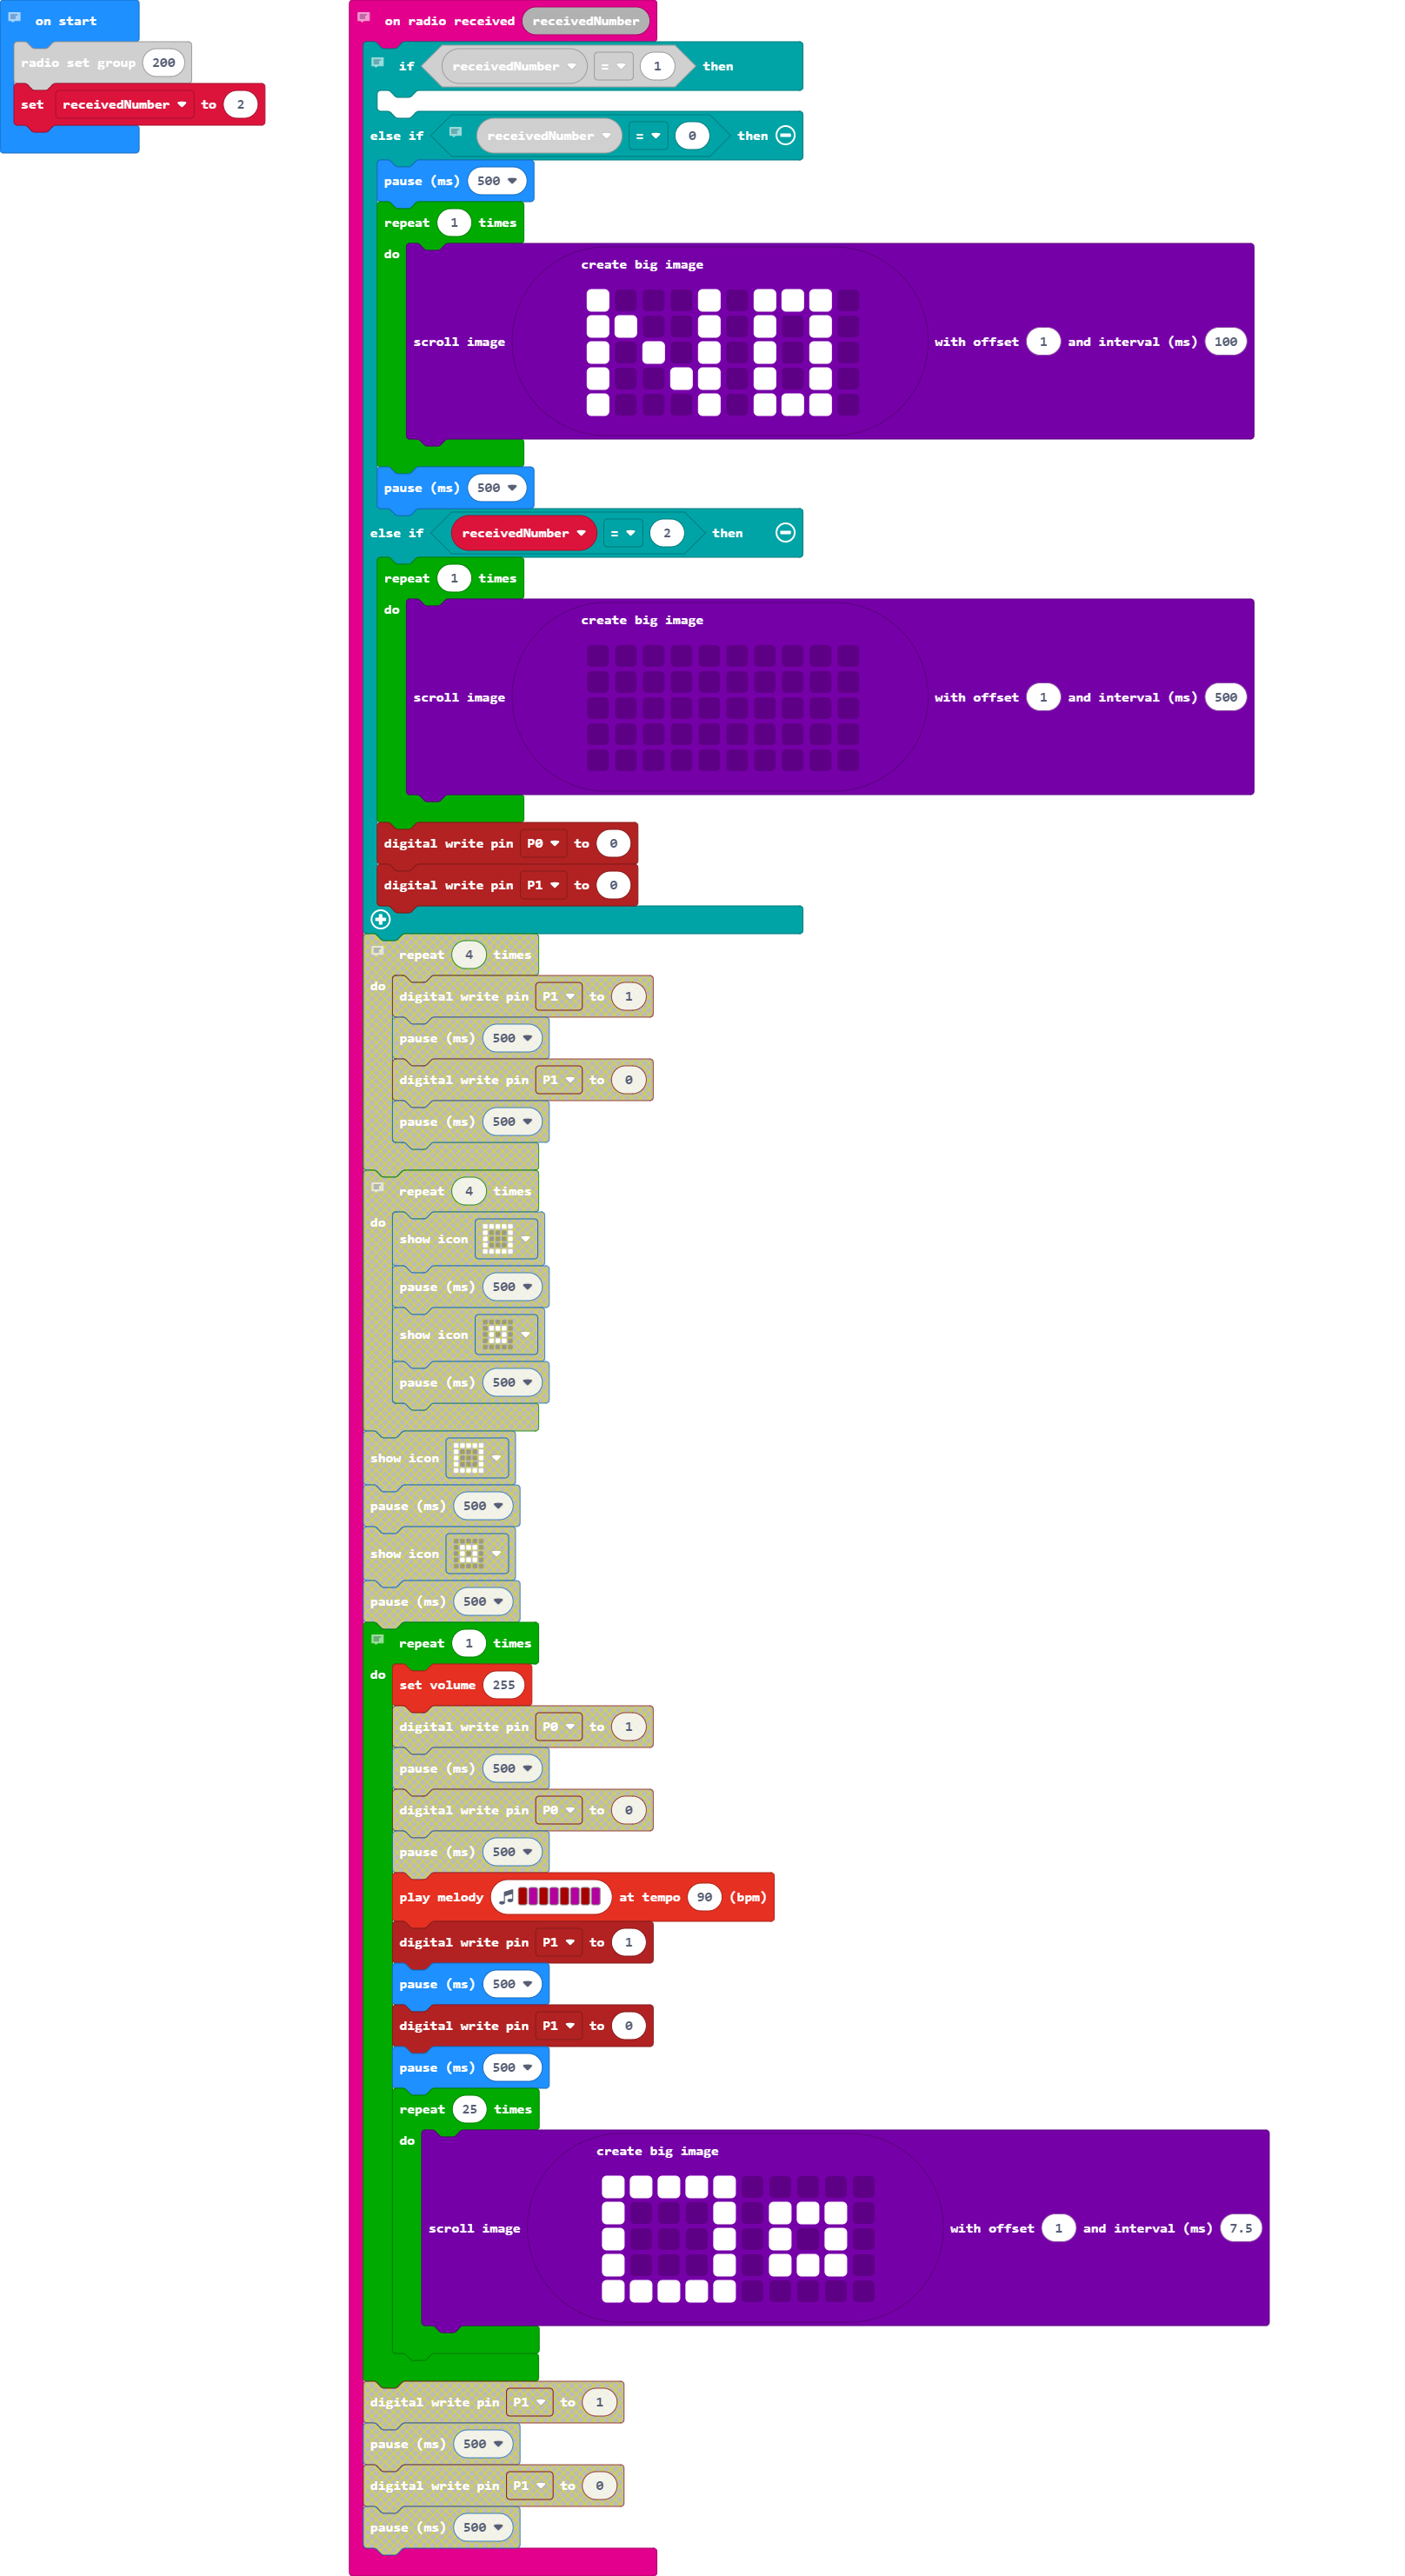 on start
radio set group 200
set receivedNumber to 2
on radio received receivedNumber
if receivedNumber = 1 then
else if receivedNumber = 0 then
pause (ms) 500
repeat 1 times
do
create big image
scroll image with offset 1 and interval (ms) 100
pause (ms) 500
else if receivedNumber = 2 then
repeat 1 times
do
create big image
scroll image with offset 1 and interval (ms) 500
digital write pin P0 to 0
digital write pin P1 to 0
repeat 4 times
do
digital write pin P1 to 1
pause (ms) 500
digital write pin P1 to 0
pause (ms) 500
repeat 4 times
do
show icon
pause (ms) 500
show icon
pause (ms) 500
show icon
pause (ms) 500
show icon
pause (ms) 500
repeat 1 times
do
set volume 255
digital write pin P0 to 1
pause (ms) 500
digital write pin P0 to 0
pause (ms) 500
play melody at tempo 90 (bpm)
digital write pin P1 to 1
pause (ms) 500
digital write pin P1 to 0
pause (ms) 500
repeat 25 times
do
create big image
scroll image with offset 1 and interval (ms) 7.5
digital write pin P1 to 1
pause (ms) 500
digital write pin P1 to 0
pause (ms) 500